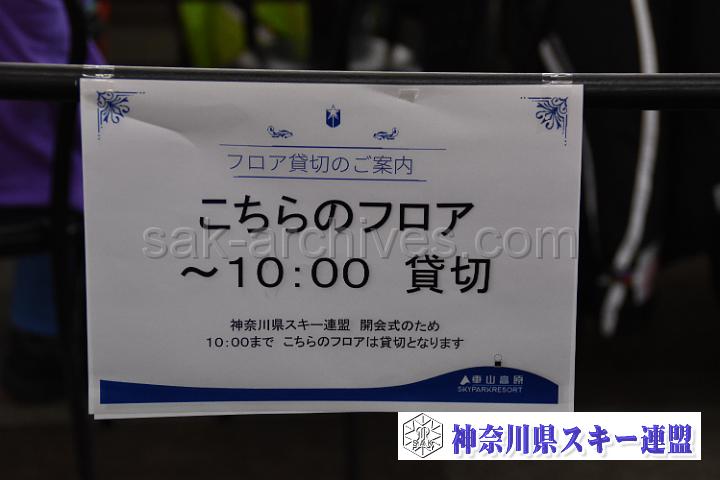 フロア貸切のご案内
こちらのフロア
sak-archives.com
～10：00 貸切
神奈川県スキー連盟 開会式のため
10：00まで こちらのフロアは貸切となります
車山高原
SKYPARKRESORT
神奈川県スキー連盟